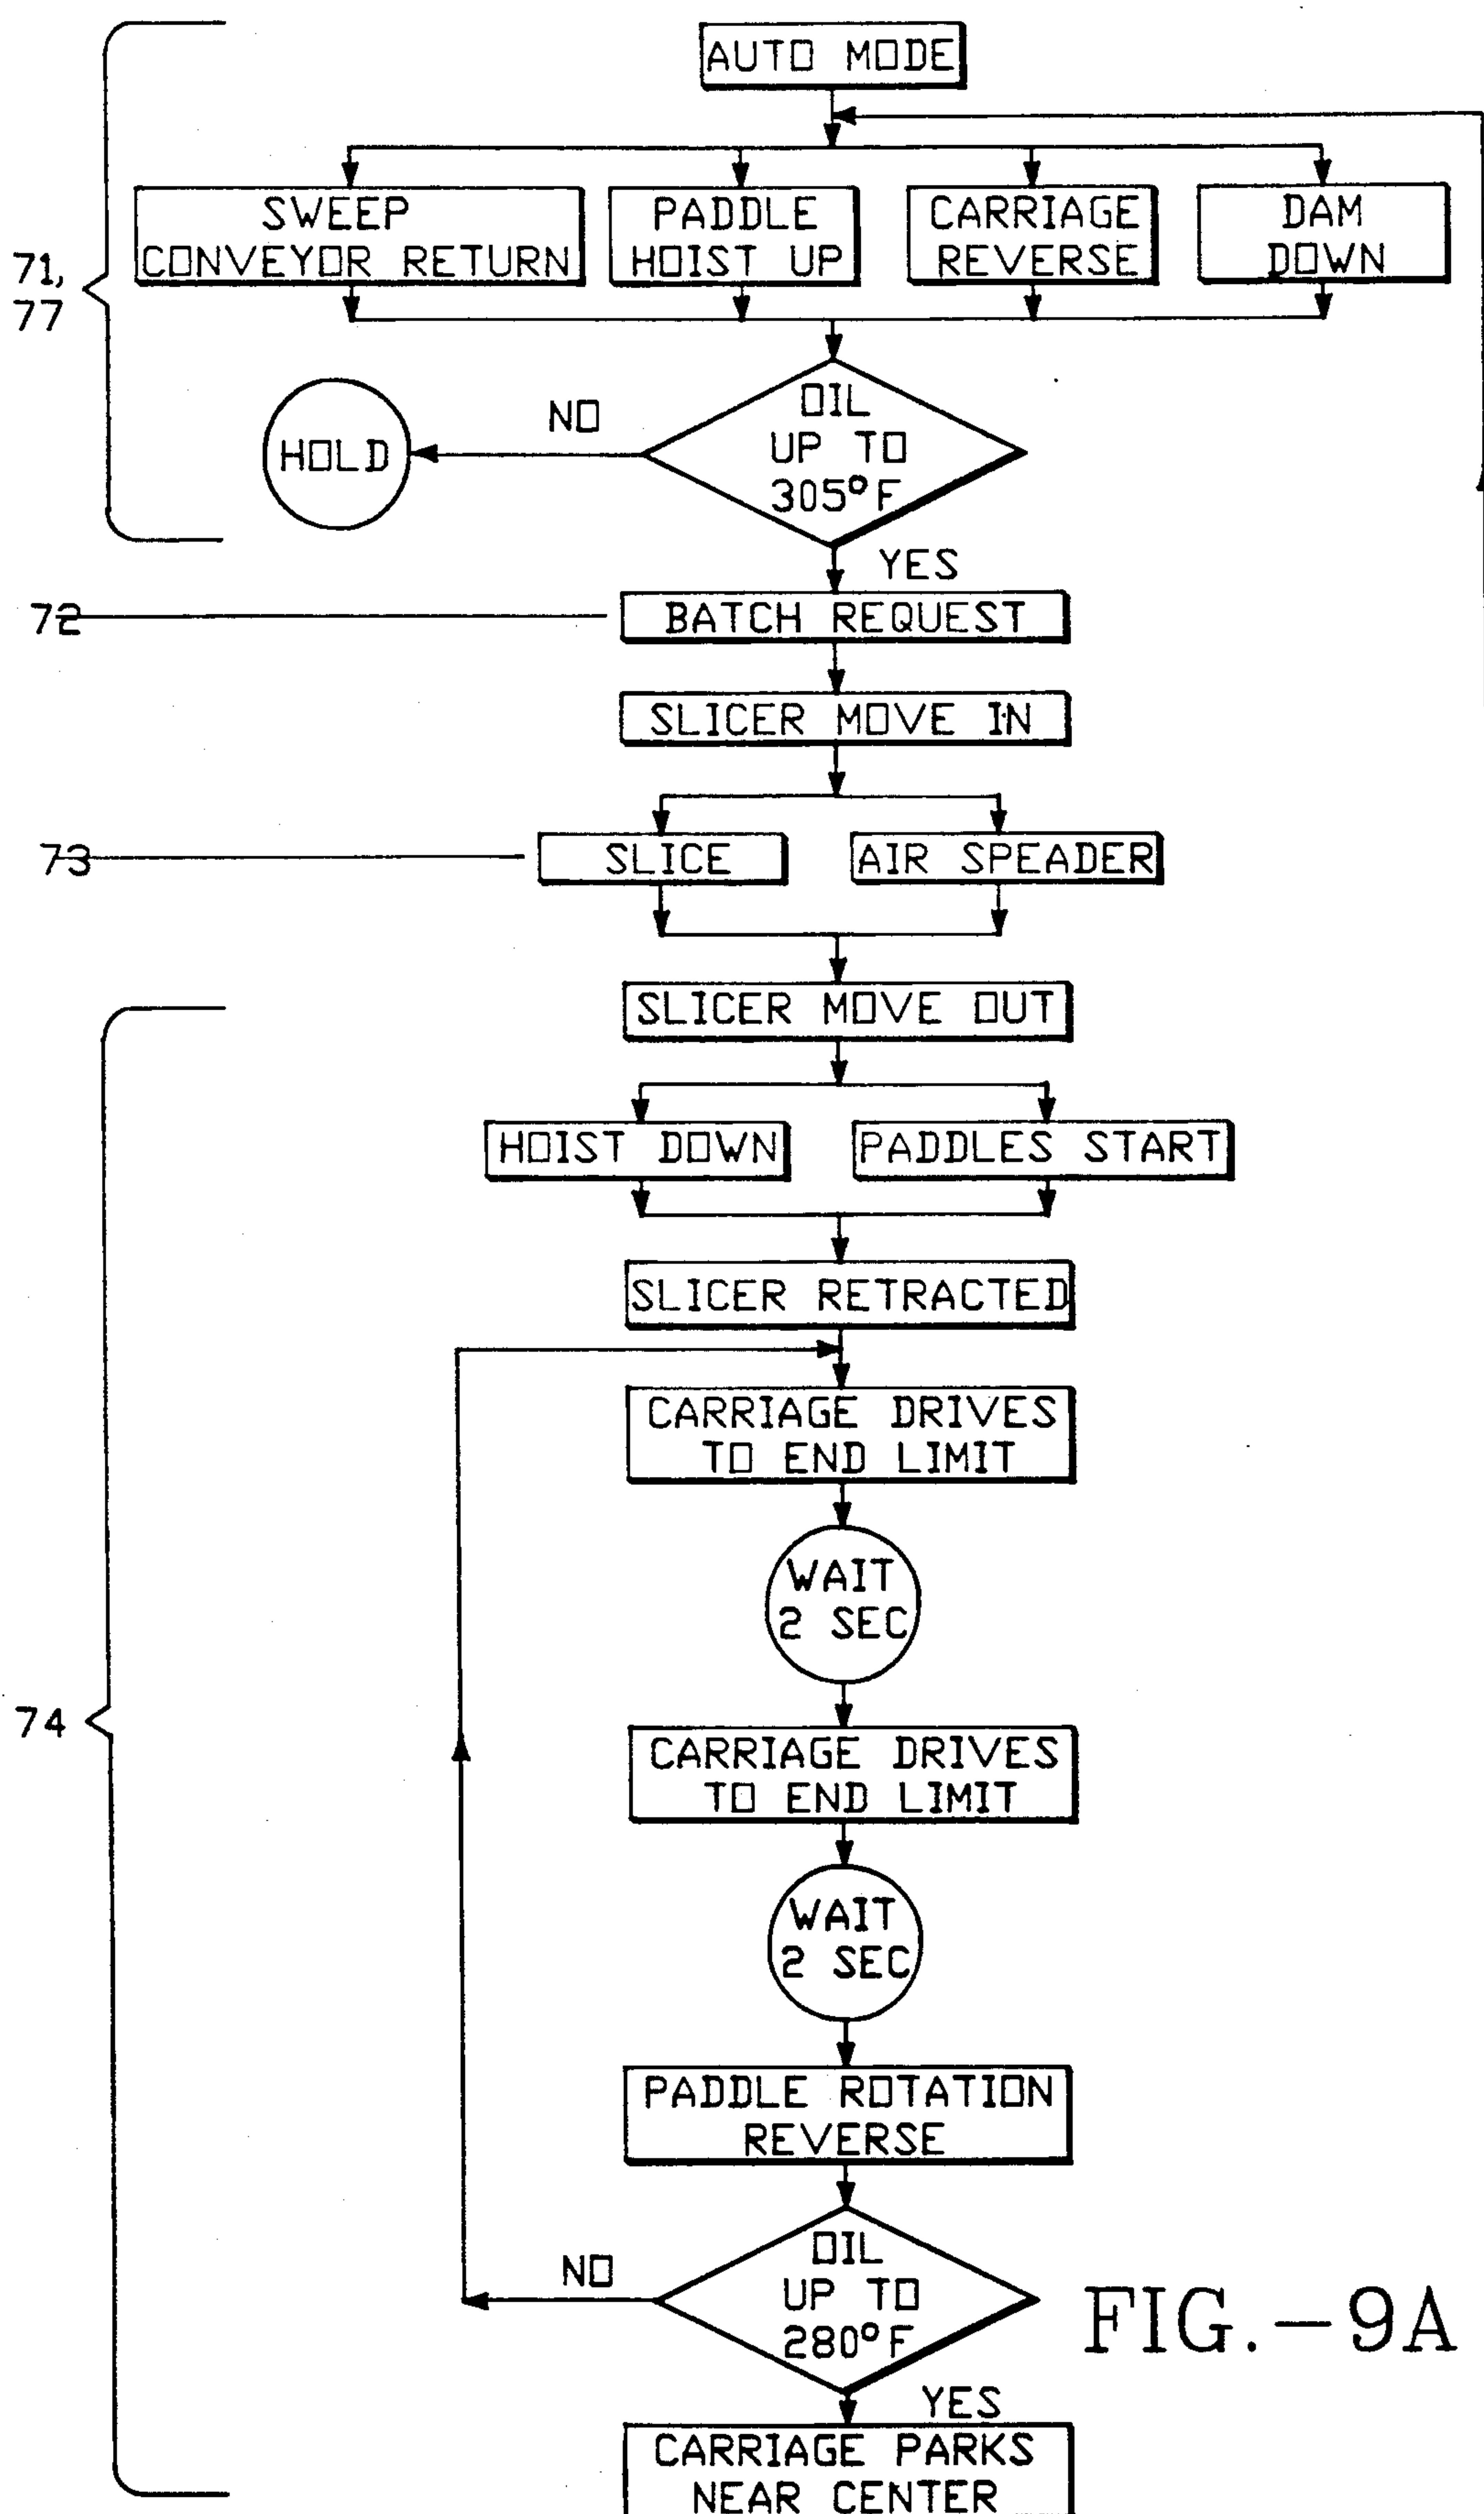 AUTO MODE
SWEEP
CONVEYOR RETURN
PADDLE
HOIST UP
CARRIAGE
REVERSE
DAM
DOWN
71,
77
OIL
UP TO
305°F
NO
HOLD
YES
72
BATCH REQUEST
SLICER MOVE IN
73
SLICE
AIR SPEADER
SLICER MOVE OUT
HOIST DOWN
PADDLES START
SLICER RETRACTED
CARRIAGE DRIVES
TO END LIMIT
WAIT
2 SEC
74
CARRIAGE DRIVES
TO END LIMIT
WAIT
2 SEC
PADDLE ROTATION
REVERSE
OIL
UP TO
280°F
NO
FIG.-9A
YES
CARRIAGE PARKS
NEAR CENTER